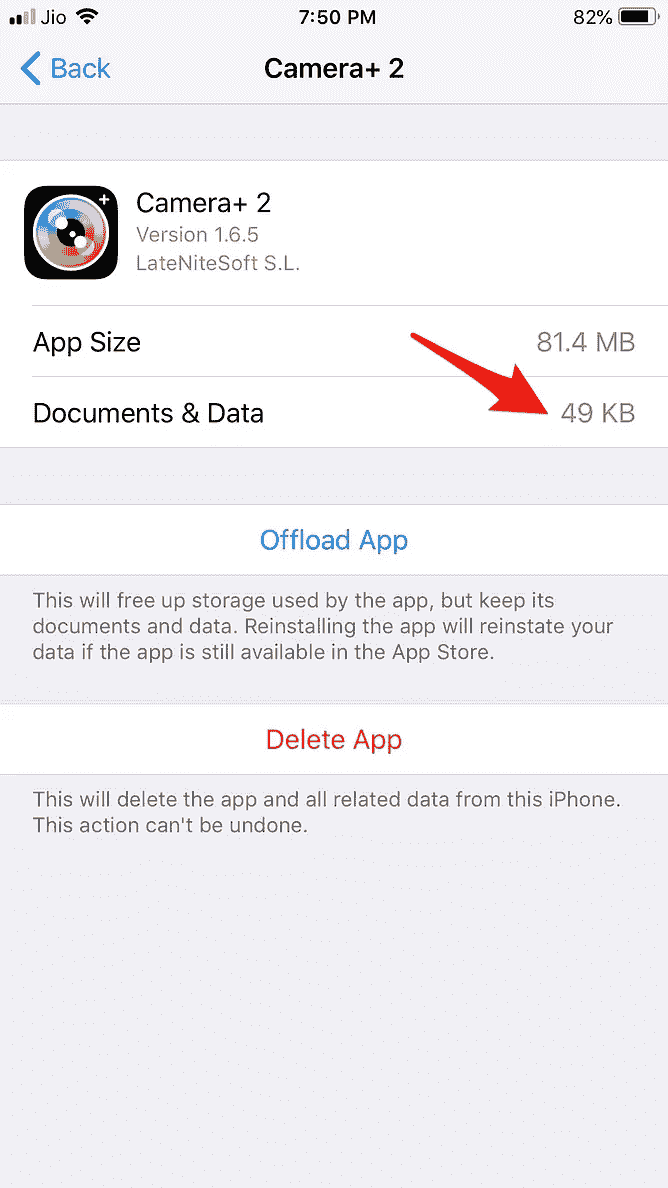 Jio 7:50 PM 82%
Back Camera+ 2
Camera+ 2
Version 1.6.5
LateNiteSoft S.L.
App Size 81.4 MB
Documents & Data 49 KB
Offload App
This will free up storage used by the app, but keep its
documents and data. Reinstalling the app will reinstate your
data if the app is still available in the App Store.
Delete App
This will delete the app and all related data from this iPhone.
This action can't be undone.